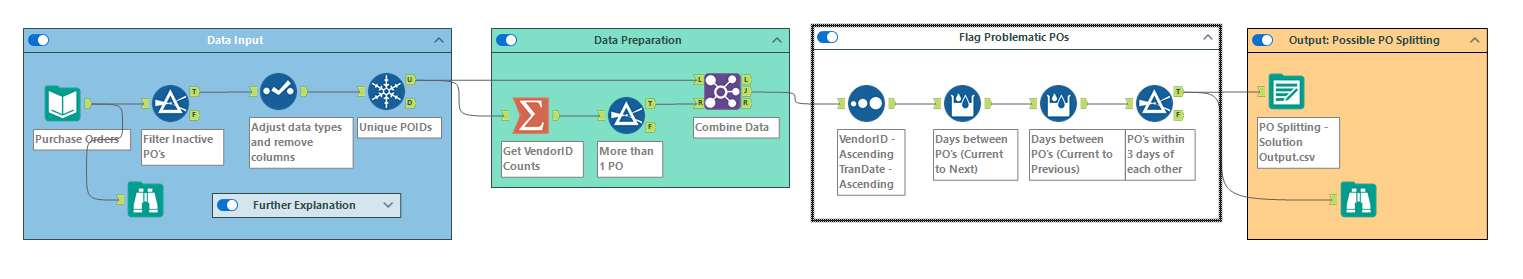 Data Input
Purchase Orders
T
F
Filter Inactive
PO's
Adjust data types
and remove
columns
U
D
Unique POIDs
Further Explanation
Data Preparation
Get VendorID
Counts
T
F
More than
1 PO
L
R
L
J
R
Combine Data
Flag Problematic POs
VendorID -
Ascending
TranDate -
Ascending
Days between
PO's (Current
to Next)
Days between
PO's (Current to
Previous)
T
F
PO's within
3 days of
each other
Output: Possible PO Splitting
PO Splitting -
Solution
Output.csv